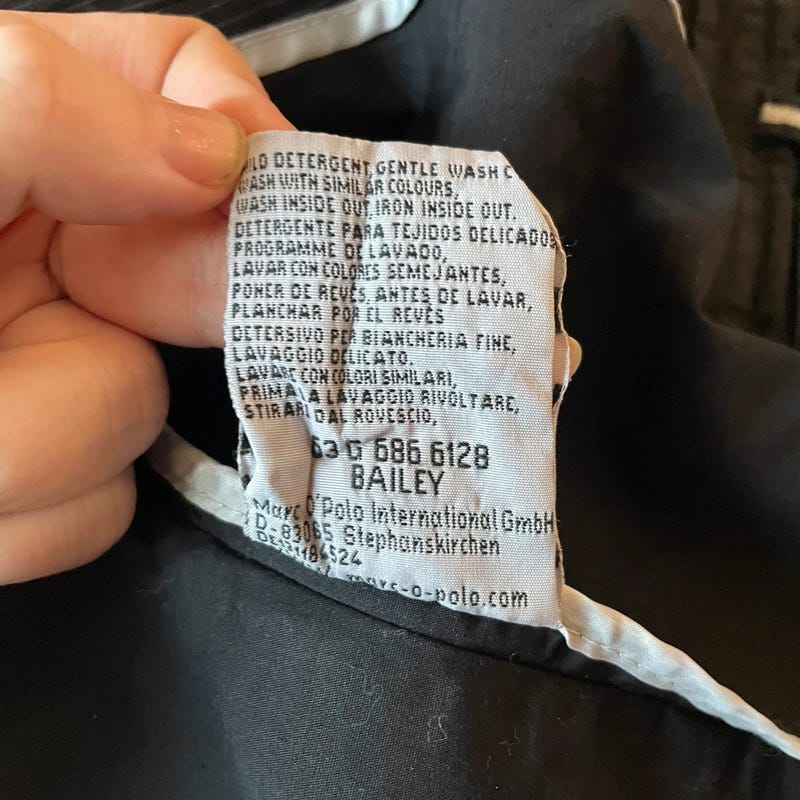 DETERGENT, GENTLE WASH C
WASH WITH SIMILAR COLOURS,
WASH INSIDE OUT, IRON INSIDE OUT.
DETERGENTE PARA TEJIDOS DELICADOS
PROGRAMME DE LAVADO,
LAVAR CON COLORES SEMEJANTES,
PONER DE REVÉS, ANTES DE LAVAR,
PLANCHAR POR EL REVÉS
DETERSIVO PER BIANCHERIA FINE,
LAVAGGIO DELICATO,
LAVARE CON COLORI SIMILARI,
PRIMA LAVAGGIO RIVOLTARE,
STIRARE DAL ROVESCIO,
63 G 686 6128
BAILEY
Marc O'Polo International GmbH
D-83065 Stephanskirchen
marc-o-polo.com